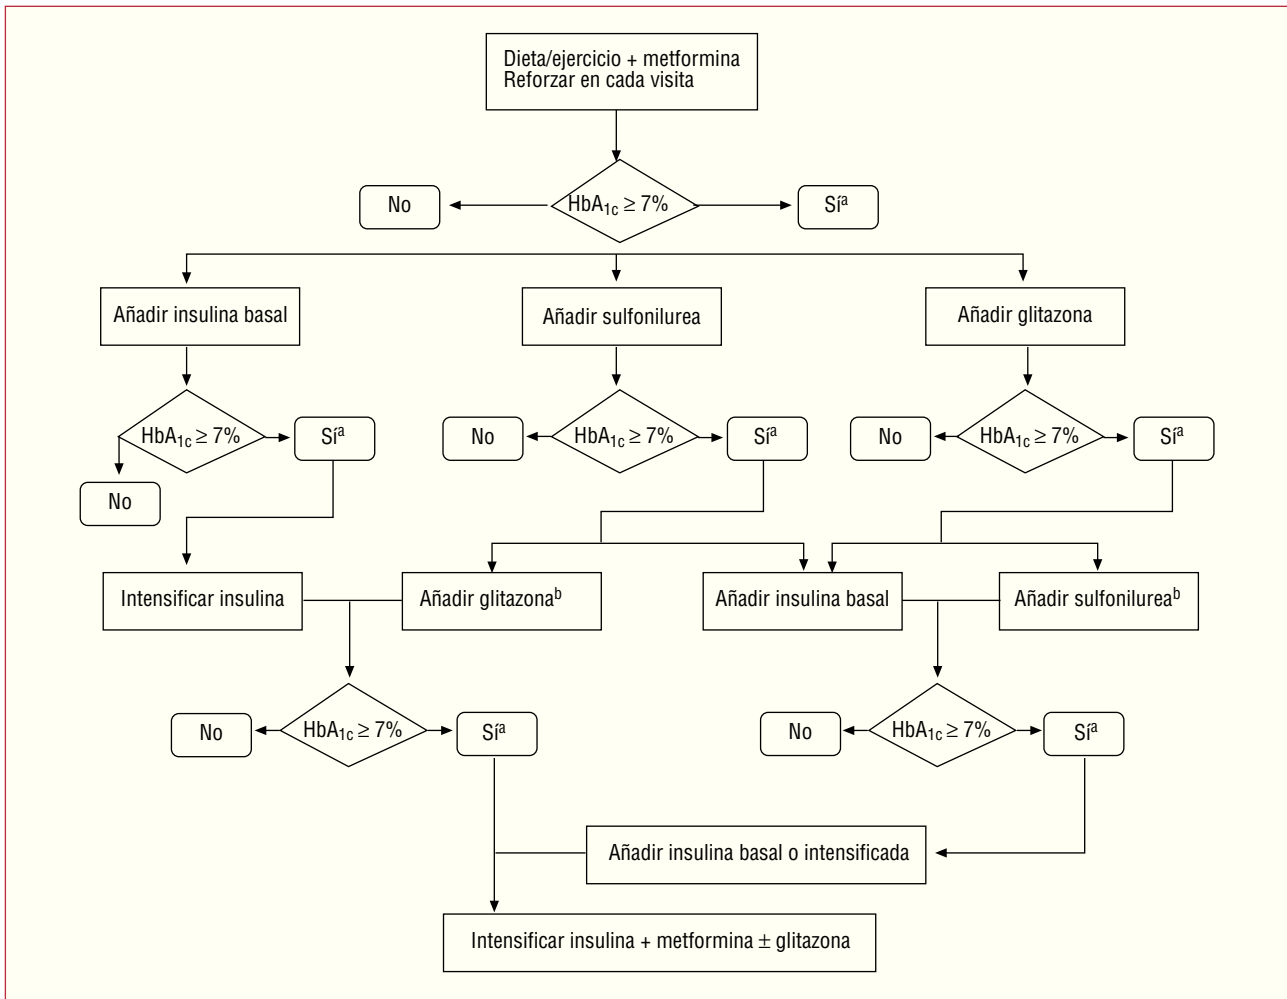 Dieta/ejercicio + metformina
Reforzar en cada visita
No
HbA1c ≥ 7%
Síª
Añadir insulina basal
Añadir sulfonilurea
Añadir glitazona
HbA1c ≥ 7%
Síª
No
HbA1c ≥ 7%
Síª
No
HbA1c ≥ 7%
Síª
No
Intensificar insulina
Añadir glitazonaᵇ
Añadir insulina basal
Añadir sulfonilureaᵇ
No
HbA1c ≥ 7%
Síª
No
HbA1c ≥ 7%
Síª
Añadir insulina basal o intensificada
Intensificar insulina + metformina ± glitazona